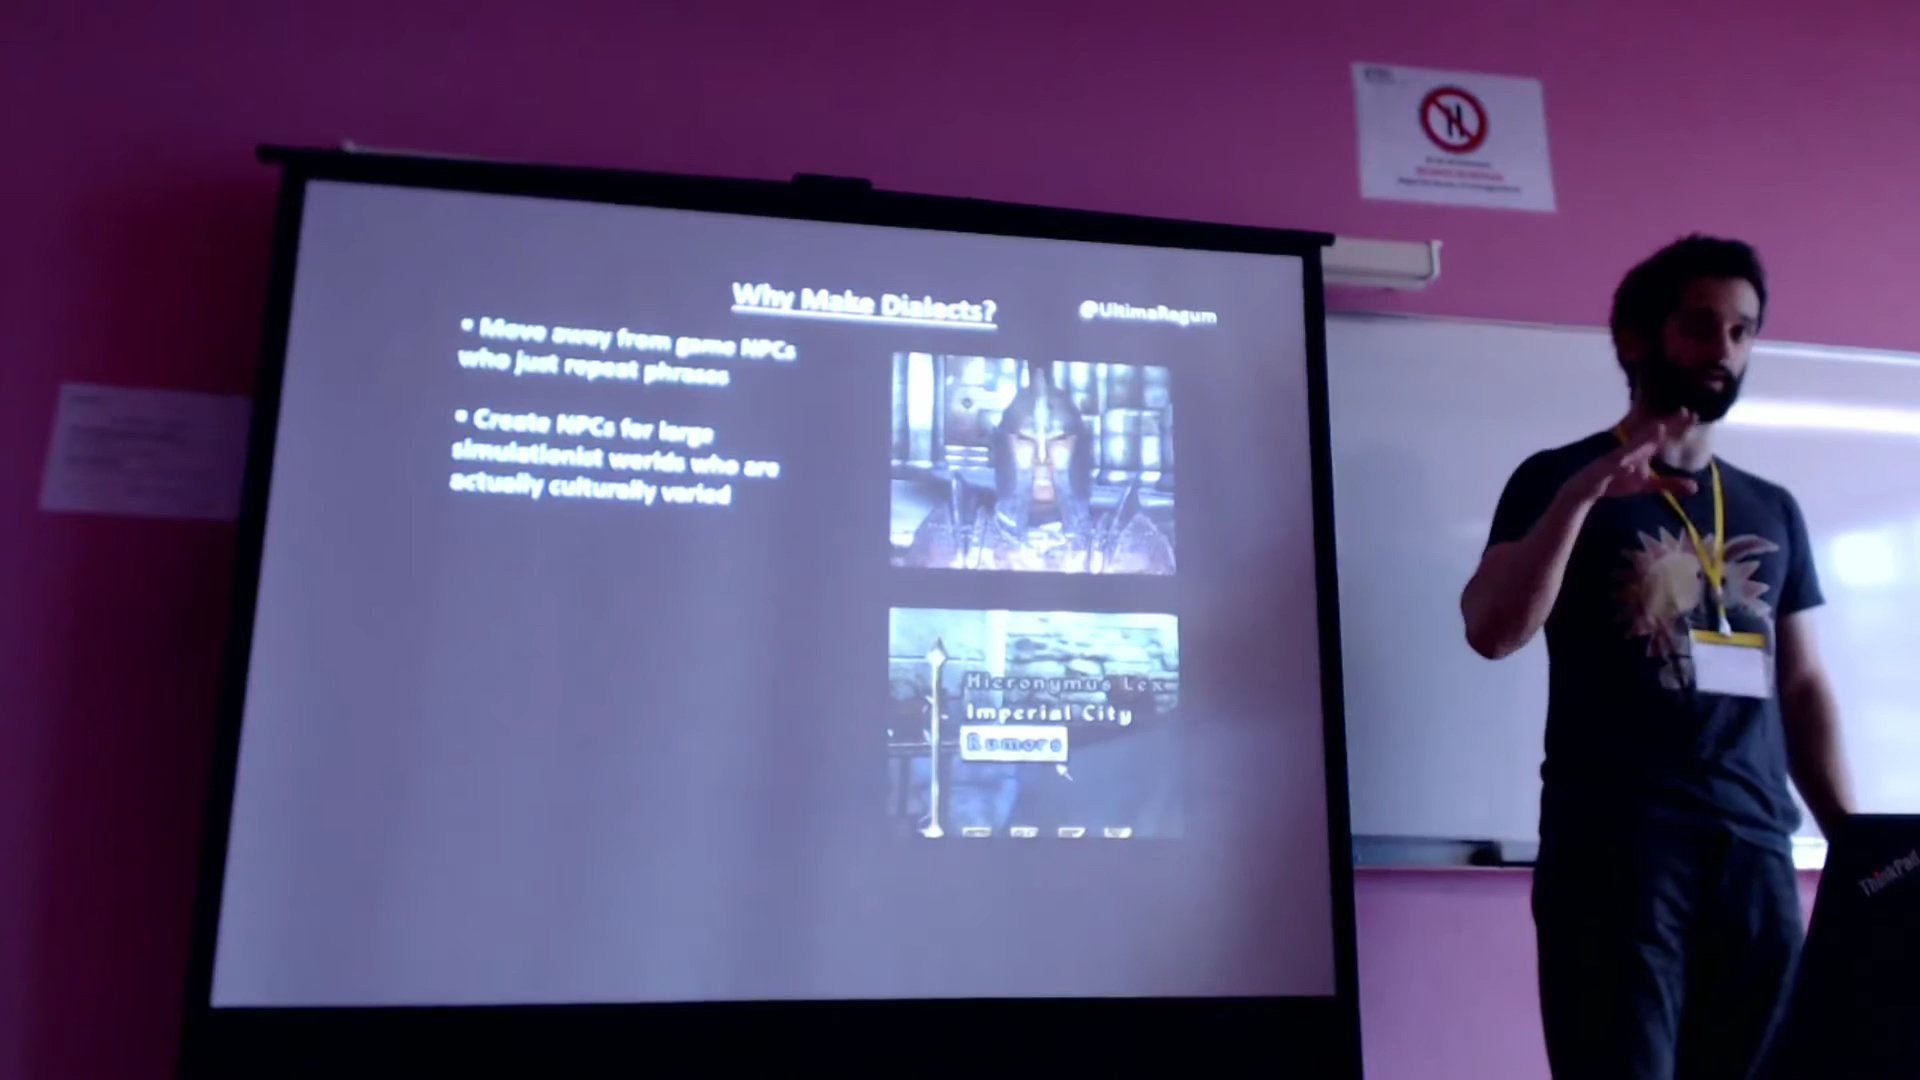 Why Make Dialects?
@UltimaRegum
• Move away from game NPCs
who just repeat phrases
• Create NPCs for large
simulationist worlds who are
actually culturally varied
Hieronymus Lex
Imperial City
Rumors
ThinkPad